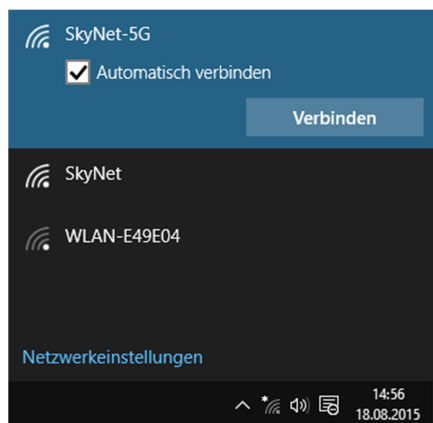 SkyNet-5G
Automatisch verbinden
Verbinden
SkyNet
WLAN-E49E04
Netzwerkeinstellungen
14:56
18.08.2015